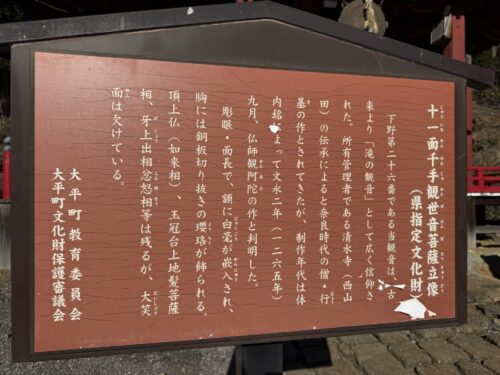 十一面千手観世音菩薩立像
(県指定文化財)
下野第二十六番である当観音は、古
来より「滝の観音」として広く信仰さ
れた。所有管理者である清水寺(西山
田)の伝承によると奈良時代の僧・行
基の作とされてきたが、制作年代は体
内銘によって文永二年(一二六五年)
九月、仏師観阿陀の作と判明した。
彫眼・面長で、額に白毫が嵌入され、
胸には銅板切り抜きの瓔珞が飾られる。
頂上仏(如来相)、玉冠台上地髪菩薩
相、牙上出相忿怒相等は残るが、大笑
面は欠けている。
大平町教育委員会
大平町文化財保護審議会